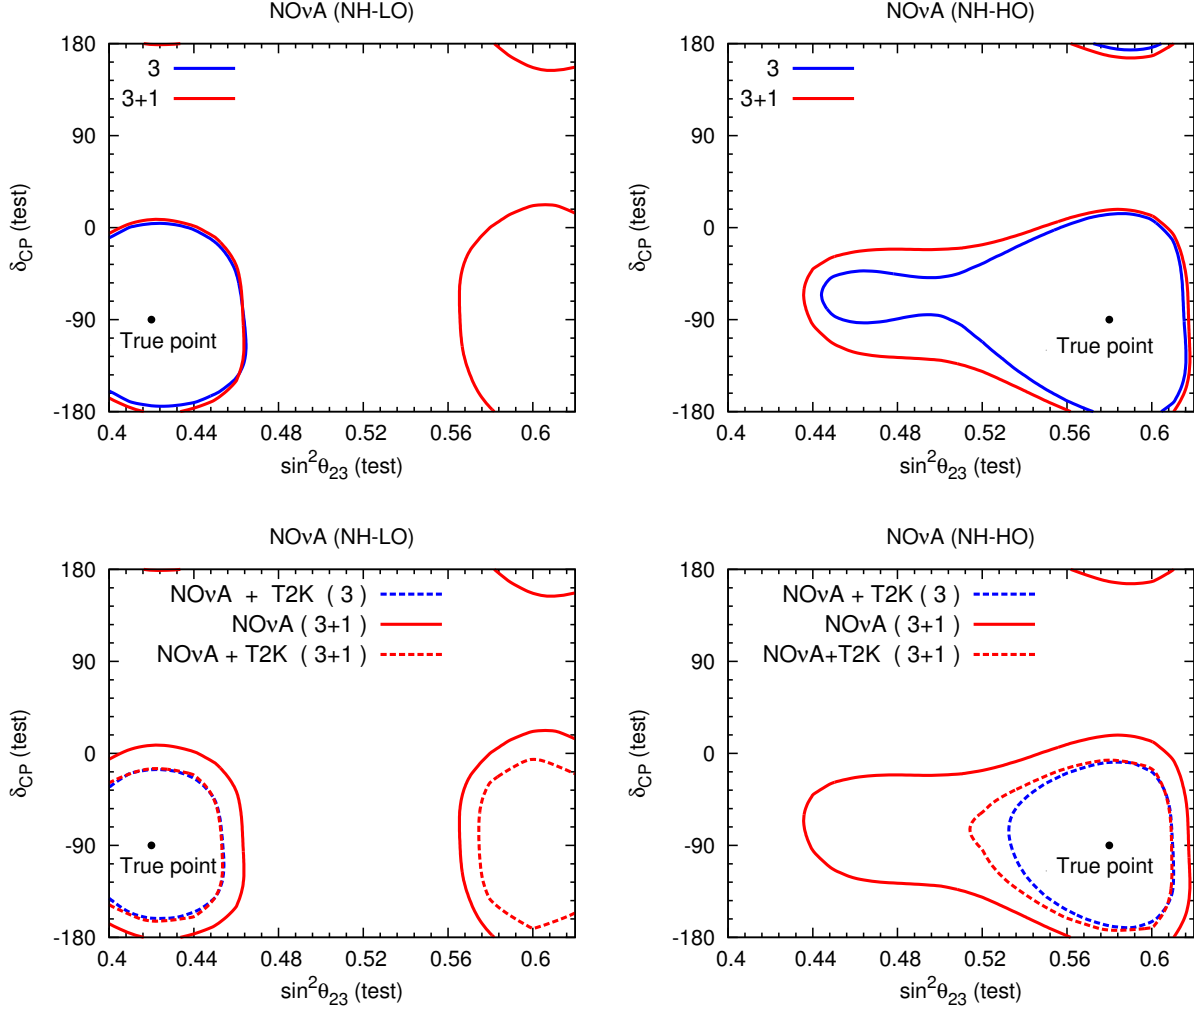 NOνA (NH-LO)
180
90
0
-90
-180
0.4
0.44
0.48
0.52
0.56
0.6
δCP (test)
sin²θ23 (test)
3
3+1
True point
NOνA (NH-HO)
180
90
0
-90
-180
0.4
0.44
0.48
0.52
0.56
0.6
δCP (test)
sin²θ23 (test)
3
3+1
True point
NOνA (NH-LO)
180
90
0
-90
-180
0.4
0.44
0.48
0.52
0.56
0.6
δCP (test)
sin²θ23 (test)
NOνA + T2K ( 3 )
NOνA ( 3+1 )
NOνA + T2K ( 3+1 )
True point
NOνA (NH-HO)
180
90
0
-90
-180
0.4
0.44
0.48
0.52
0.56
0.6
δCP (test)
sin²θ23 (test)
NOνA + T2K ( 3 )
NOνA ( 3+1 )
NOνA+T2K ( 3+1 )
True point